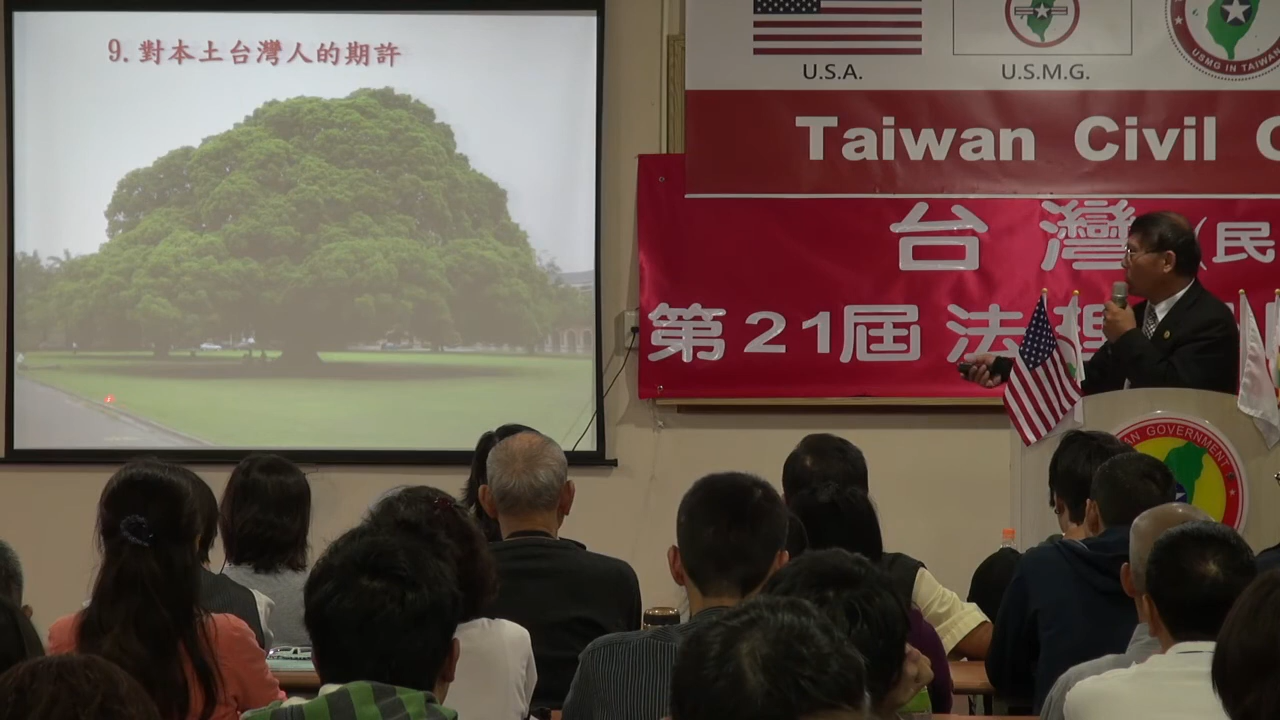 9.對本土台灣人的期許
U.S.A.
U.S.M.G.
USMG IN TAIWAN
Taiwan Civil
台灣(民
第21屆法理
GOVERNMENT